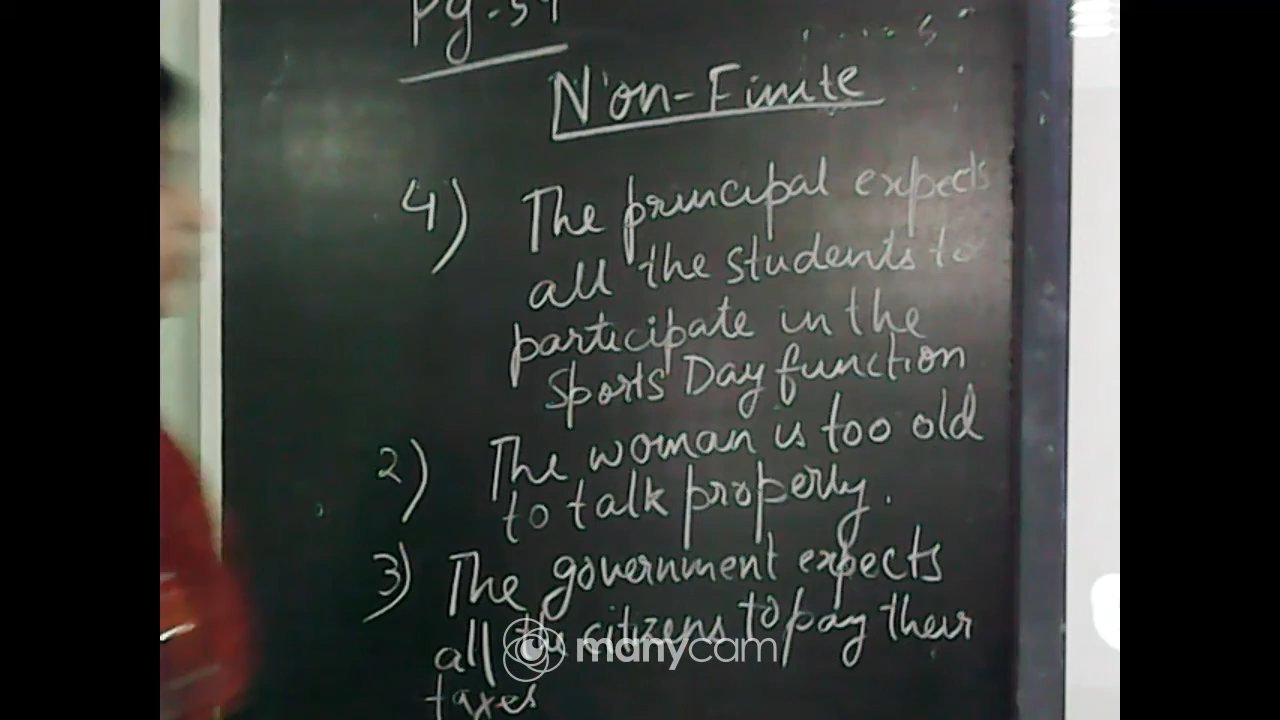 Pg-54
Non-Finite
4) The principal expects
all the students to
participate in the
Sports Day function
2) The woman is too old
to talk properly.
3) The government expects
all the citizens to pay their
taxes
manycam